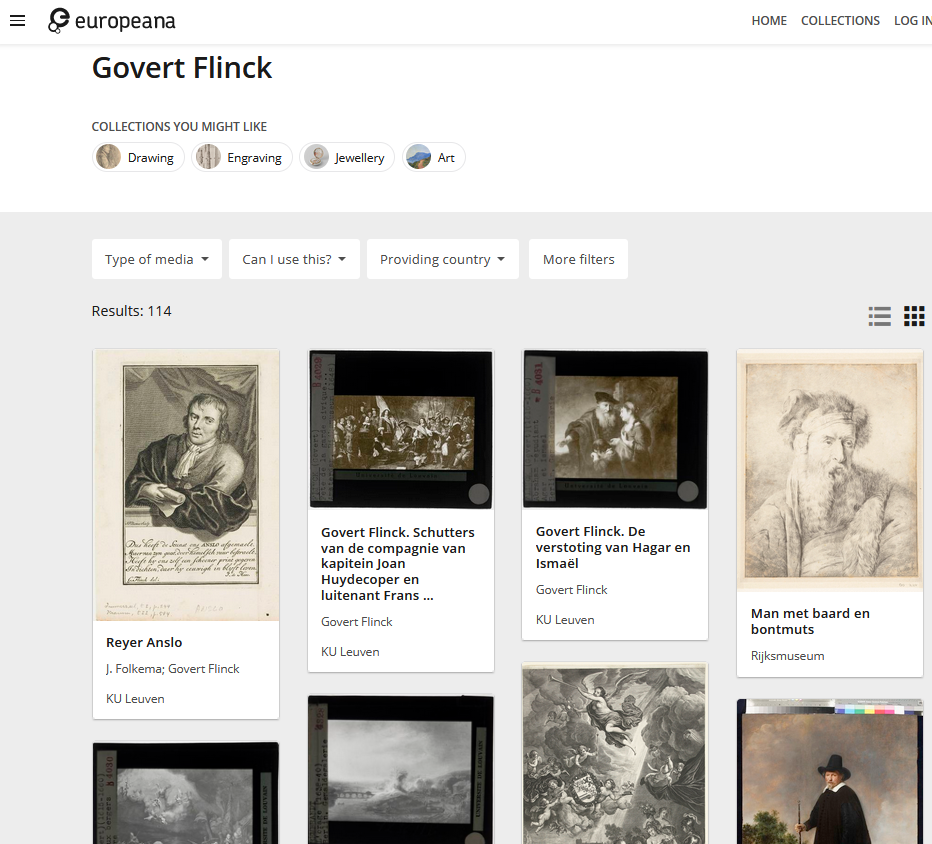 europeana
HOME COLLECTIONS LOG IN
Govert Flinck
COLLECTIONS YOU MIGHT LIKE
Drawing
Engraving
Jewellery
Art
Type of media
Can I use this?
Providing country
More filters
Results: 114
Reyer Anslo
J. Folkema; Govert Flinck
KU Leuven
Govert Flinck. Schutters
van de compagnie van
kapitein Joan
Huydecoper en
luitenant Frans ...
Govert Flinck
KU Leuven
Govert Flinck. De
verstoting van Hagar en
Ismaël
Govert Flinck
KU Leuven
Man met baard en
bontmuts
Rijksmuseum